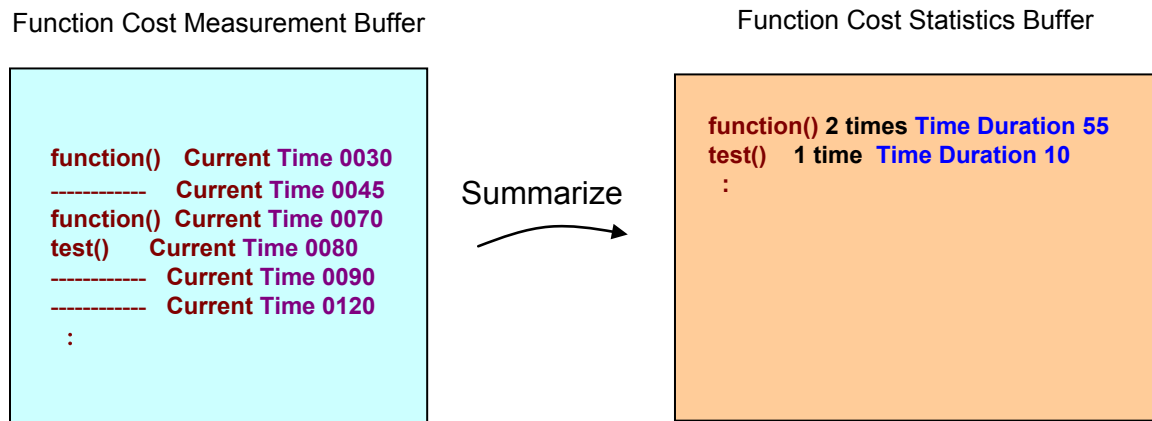 Function Cost Measurement Buffer
function() Current Time 0030
------------ Current Time 0045
function() Current Time 0070
test() Current Time 0080
------------ Current Time 0090
------------ Current Time 0120
:
Summarize
Function Cost Statistics Buffer
function() 2 times Time Duration 55
test() 1 time Time Duration 10
: